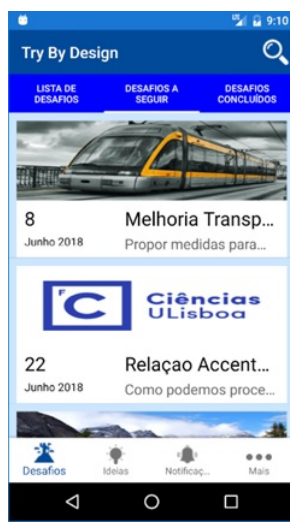 9:10
Try By Design
LISTA DE DESAFIOS
DESAFIOS A SEGUIR
DESAFIOS CONCLUÍDOS
8
Junho 2018
Melhoria Transp...
Propor medidas para...
F
C
Ciências
ULisboa
22
Junho 2018
Relaçao Accent...
Como podemos proce...
Desafios
Ideias
Notificaç...
Mais